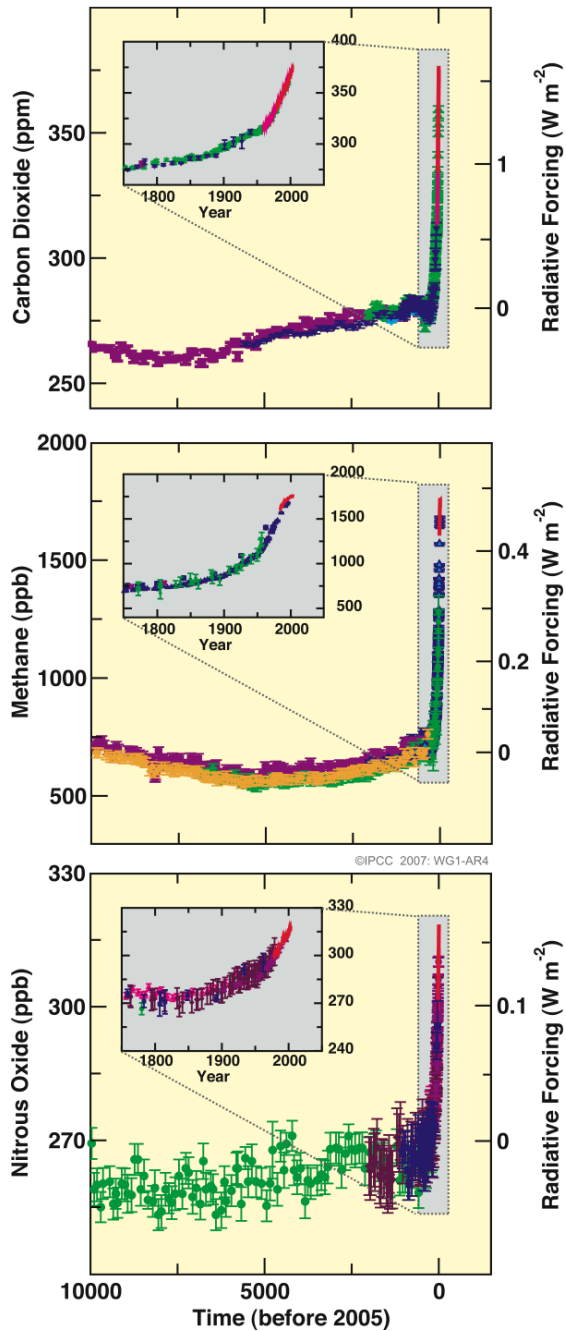 Carbon Dioxide (ppm)
350
300
250
400
350
300
1800 1900 2000
Year
1
0
Radiative Forcing (W m-2)
Methane (ppb)
2000
1500
1000
500
2000
1500
1000
500
1800 1900 2000
Year
0.4
0.2
0
Radiative Forcing (W m-2)
©IPCC 2007: WG1-AR4
Nitrous Oxide (ppb)
330
300
270
330
300
270
240
1800 1900 2000
Year
0.1
0
Radiative Forcing (W m-2)
10000 5000 0
Time (before 2005)